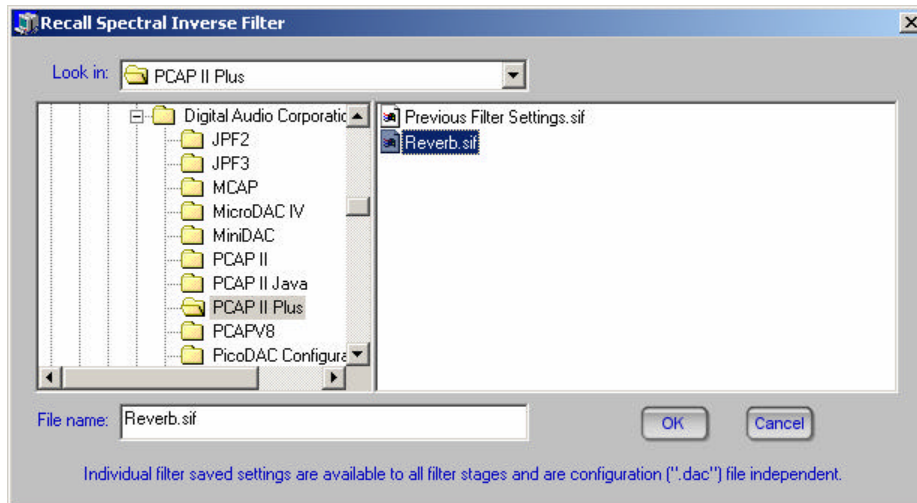 Recall Spectral Inverse Filter
Look in: PCAP II Plus
Digital Audio Corporatic
JPF2
JPF3
MCAP
MicroDAC IV
MiniDAC
PCAP II
PCAP II Java
PCAP II Plus
PCAPV8
PicoDAC Configura
Previous Filter Settings.sif
Reverb.sif
File name: Reverb.sif
OK
Cancel
Individual filter saved settings are available to all filter stages and are configuration (".dac") file independent.